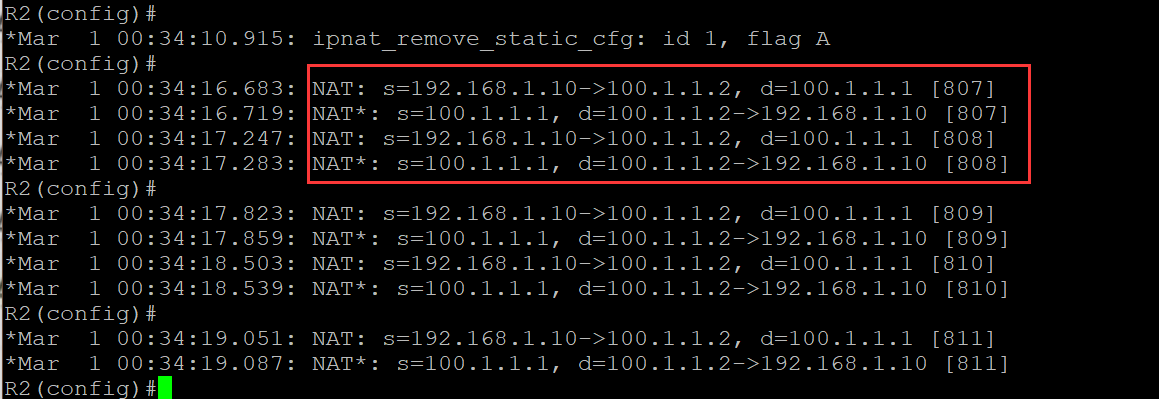 R2(config)#
*Mar  1 00:34:10.915: ipnat_remove_static_cfg: id 1, flag A
R2(config)#
*Mar  1 00:34:16.683: NAT: s=192.168.1.10->100.1.1.2, d=100.1.1.1 [807]
*Mar  1 00:34:16.719: NAT*: s=100.1.1.1, d=100.1.1.2->192.168.1.10 [807]
*Mar  1 00:34:17.247: NAT: s=192.168.1.10->100.1.1.2, d=100.1.1.1 [808]
*Mar  1 00:34:17.283: NAT*: s=100.1.1.1, d=100.1.1.2->192.168.1.10 [808]
R2(config)#
*Mar  1 00:34:17.823: NAT: s=192.168.1.10->100.1.1.2, d=100.1.1.1 [809]
*Mar  1 00:34:17.859: NAT*: s=100.1.1.1, d=100.1.1.2->192.168.1.10 [809]
*Mar  1 00:34:18.503: NAT: s=192.168.1.10->100.1.1.2, d=100.1.1.1 [810]
*Mar  1 00:34:18.539: NAT*: s=100.1.1.1, d=100.1.1.2->192.168.1.10 [810]
R2(config)#
*Mar  1 00:34:19.051: NAT: s=192.168.1.10->100.1.1.2, d=100.1.1.1 [811]
*Mar  1 00:34:19.087: NAT*: s=100.1.1.1, d=100.1.1.2->192.168.1.10 [811]
R2(config)#